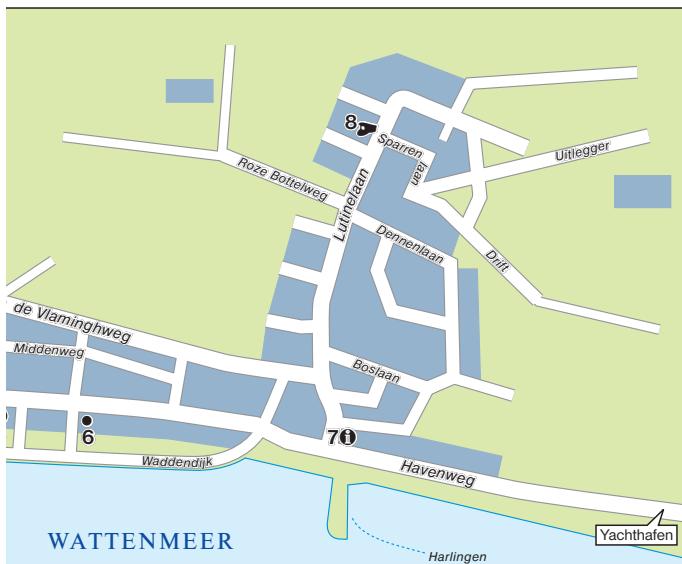 8
Sparren
laan
Uitlegger
Roze Bottelweg
Lutinelaan
Dennenlaan
Drift
de Vlaminghweg
Middenweg
Boslaan
6
7 i
Waddendijk
Havenweg
Yachthafen
WATTENMEER
Harlingen